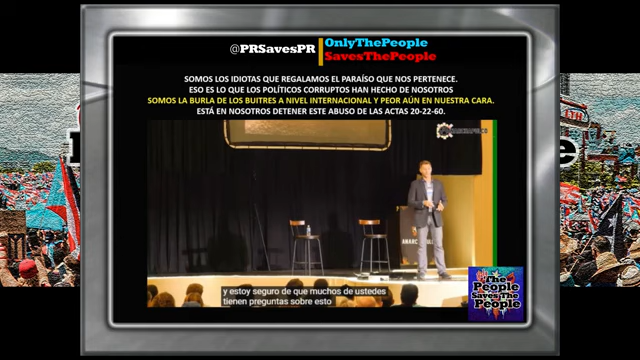 @PRSavesPR
OnlyThePeople
SavesThePeople
SOMOS LOS IDIOTAS QUE REGALAMOS EL PARAÍSO QUE NOS PERTENECE.
ESO ES LO QUE LOS POLÍTICOS CORRUPTOS HAN HECHO DE NOSOTROS
SOMOS LA BURLA DE LOS BUITRES A NIVEL INTERNACIONAL Y PEOR AÚN EN NUESTRA CARA.
ESTÁ EN NOSOTROS DETENER ESTE ABUSO DE LAS ACTAS 20-22-60.
y estoy seguro de que muchos de ustedes
tienen preguntas sobre esto
The
People
Saves The
People